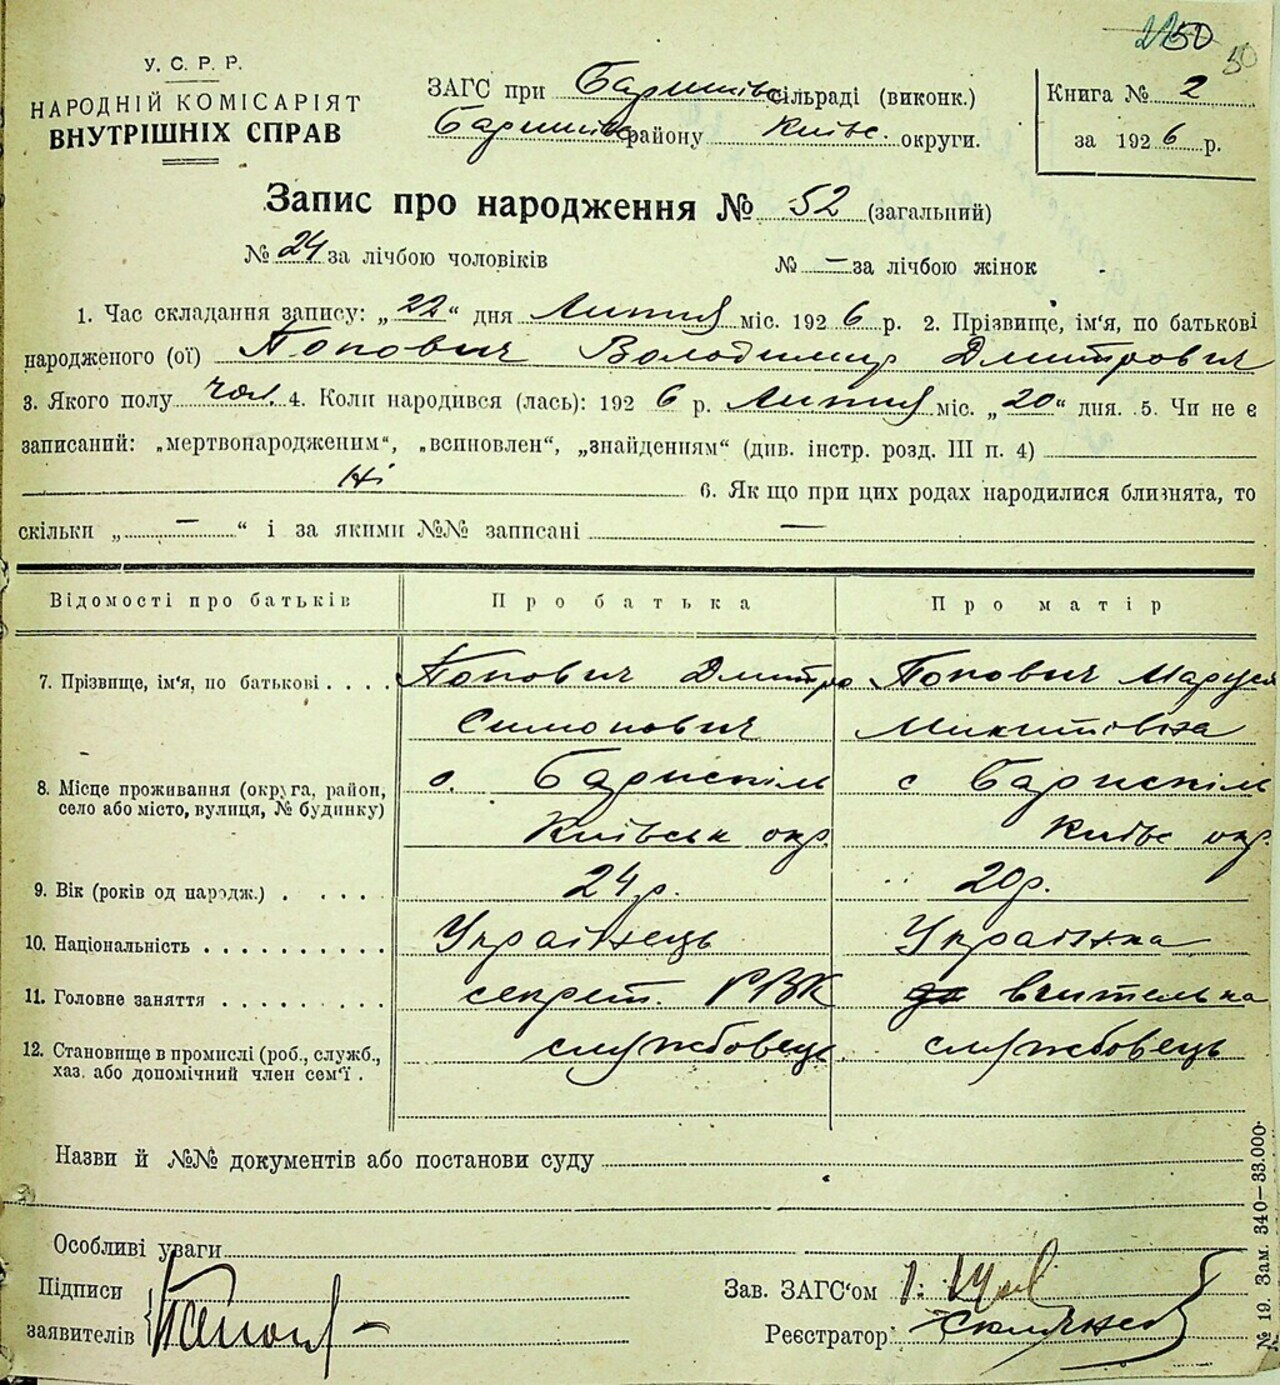 2250 50
У. С. Р. Р.
НАРОДНІЙ КОМІСАРІЯТ
ВНУТРІШНІХ СПРАВ
ЗАГС при сільраді (виконк.)
району Київс. округи.
Книга № 2
за 1926 р.
Запис про народження № 52 (загальний)
№ 24 за лічбою чоловіків № — за лічбою жінок
1. Час складання запису: „22“ дня Липня міс. 1926 р. 2. Прізвище, ім‘я, по батькові
народженого (ої) Попович Володимир Дмитрович
3. Якого полу чол. 4. Коли народився (лась): 1926 р. Липня міс. „20“ дня. 5. Чи не є
записаний: „мертвонародженим“, „всиновлен“, „знайденням“ (див. інстр. розд. III п. 4)
Ні 6. Як що при цих родах народилися близнята, то
скільки „—“ і за якими №№ записані —
Відомості про батьків Про батька Про матір
7. Прізвище, ім‘я, по батькові . . . . Попович Дмитро Попович Маруся
Симонович Микитовна
8. Місце проживання (округа, район,
село або місто, вулиця, № будинку)
с. Бариспіль с Бариспіль
Київськ окр. Київс окр.
9. Вік (років од народж.) . . . . 24 р. 20 р.
10. Національність . . . . . . . . . . Українець Українка
11. Головне заняття . . . . . . . . . секрет. РВК вчителька
12. Становище в промислі (роб., служб.,
хаз. або допомічний член сем‘ї .
службовець службовець
Назви й №№ документів або постанови суду
Особливі уваги
Підписи
заявителів
Зав. ЗАГС‘ом
Реєстратор
№ 19. Зам. 340—33.000.